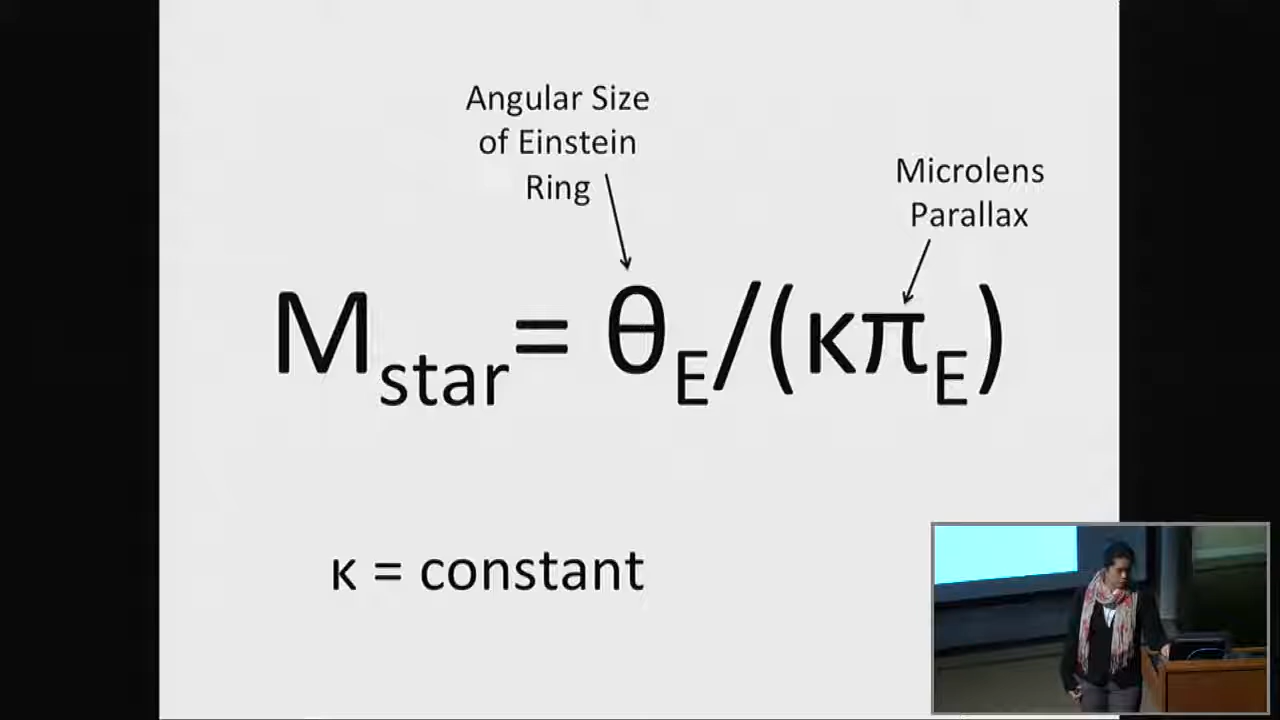 Angular Size
of Einstein
Ring
Microlens
Parallax
M_star = θ_E/(κπ_E)
κ = constant